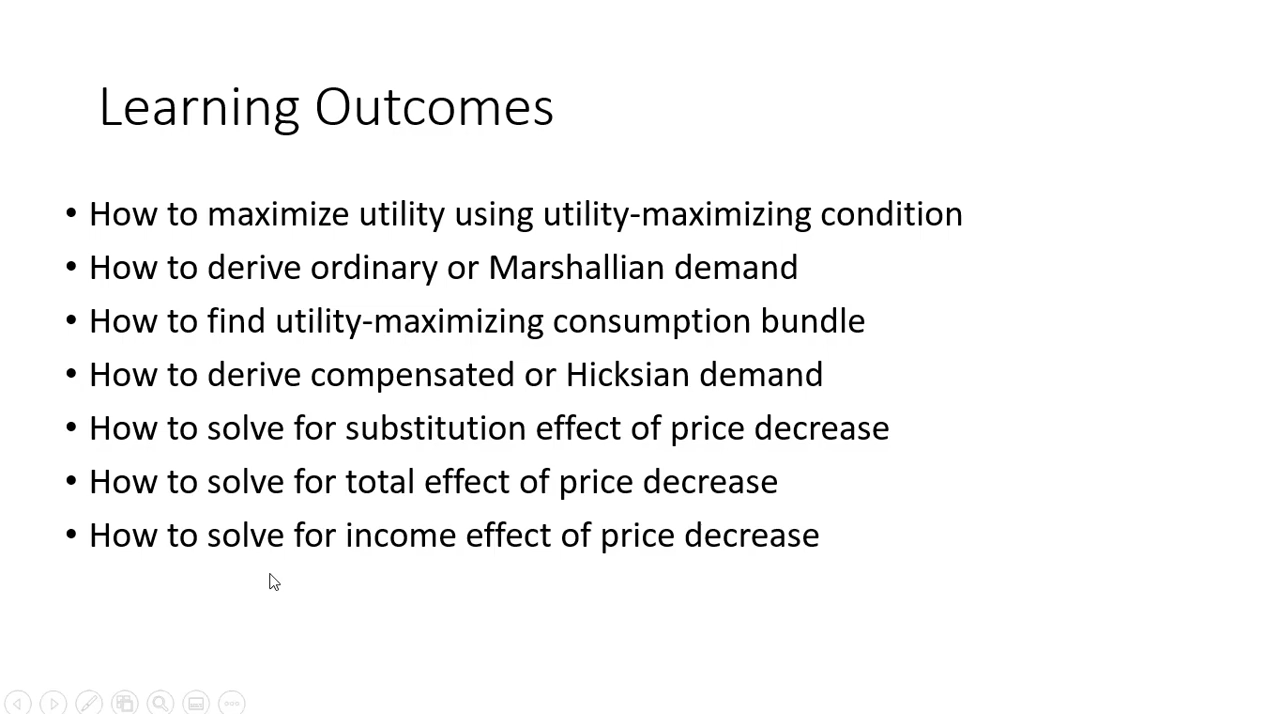 Learning Outcomes
• How to maximize utility using utility-maximizing condition
• How to derive ordinary or Marshallian demand
• How to find utility-maximizing consumption bundle
• How to derive compensated or Hicksian demand
• How to solve for substitution effect of price decrease
• How to solve for total effect of price decrease
• How to solve for income effect of price decrease